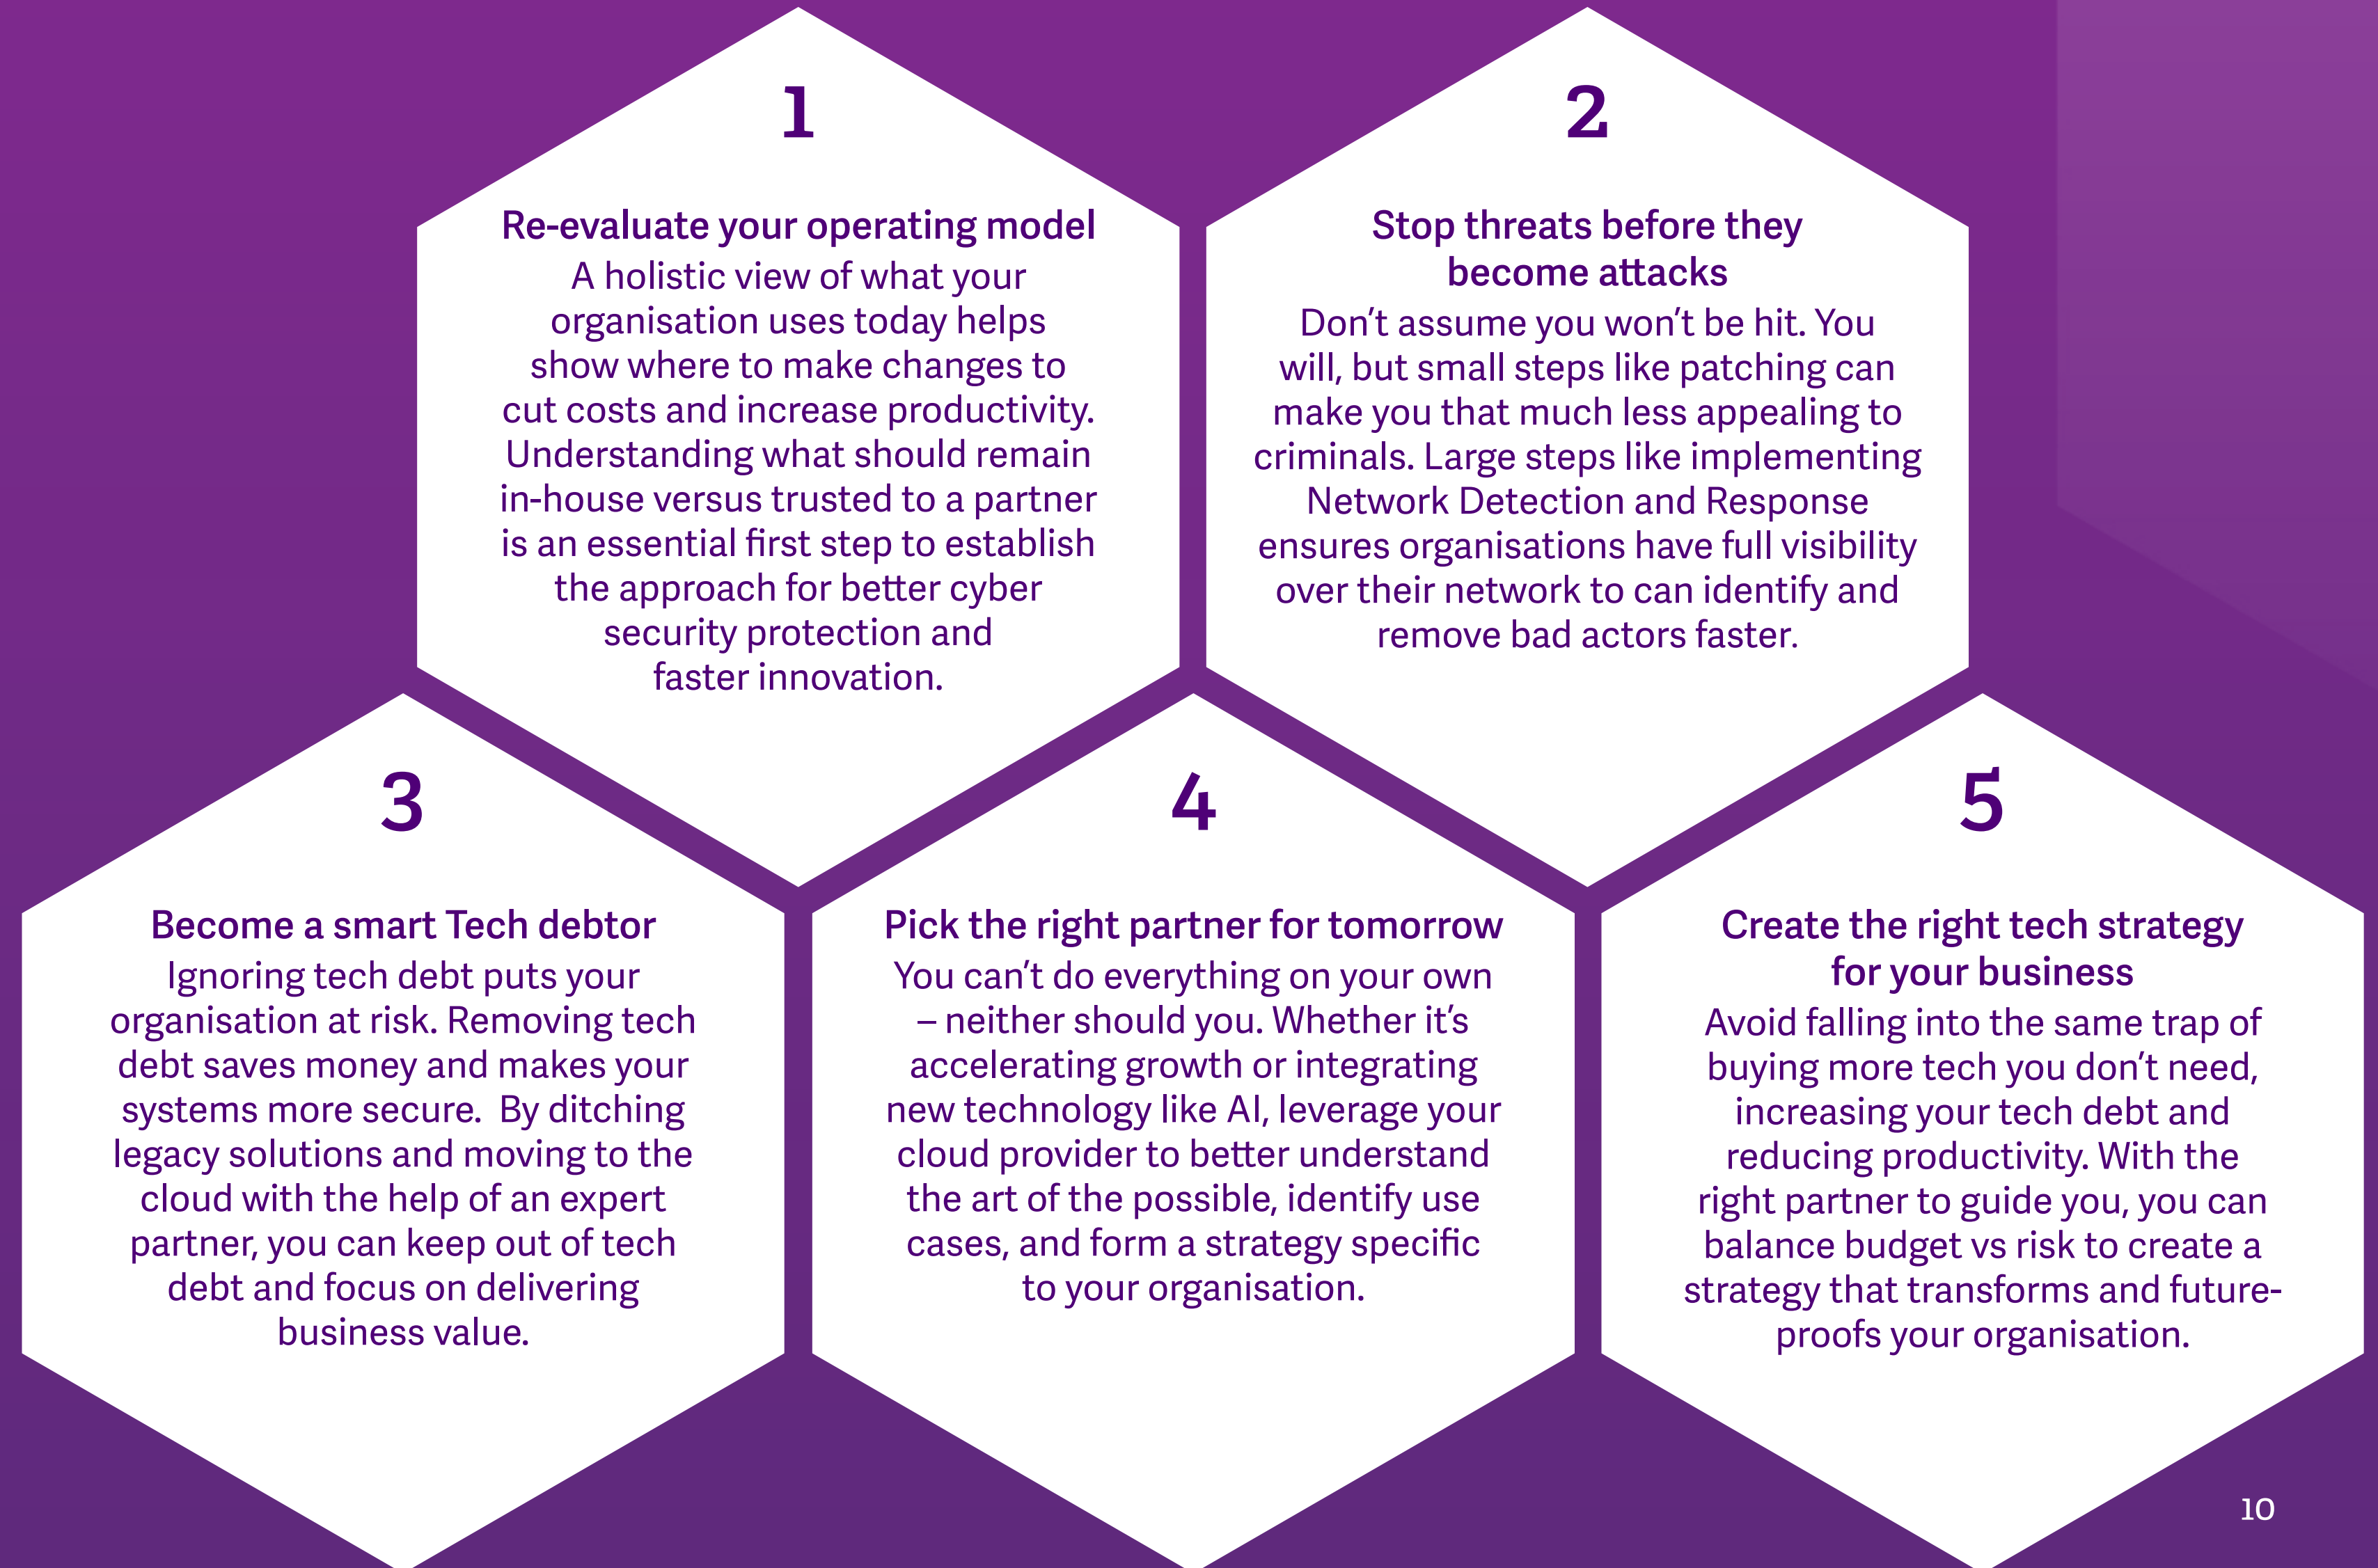 1
Re-evaluate your operating model
A holistic view of what your
organisation uses today helps
show where to make changes to
cut costs and increase productivity.
Understanding what should remain
in-house versus trusted to a partner
is an essential first step to establish
the approach for better cyber
security protection and
faster innovation.
2
Stop threats before they
become attacks
Don’t assume you won’t be hit. You
will, but small steps like patching can
make you that much less appealing to
criminals. Large steps like implementing
Network Detection and Response
ensures organisations have full visibility
over their network to can identify and
remove bad actors faster.
3
Become a smart Tech debtor
Ignoring tech debt puts your
organisation at risk. Removing tech
debt saves money and makes your
systems more secure.  By ditching
legacy solutions and moving to the
cloud with the help of an expert
partner, you can keep out of tech
debt and focus on delivering
business value.
4
Pick the right partner for tomorrow
You can’t do everything on your own
– neither should you. Whether it’s
accelerating growth or integrating
new technology like AI, leverage your
cloud provider to better understand
the art of the possible, identify use
cases, and form a strategy specific
to your organisation.
5
Create the right tech strategy
for your business
Avoid falling into the same trap of
buying more tech you don’t need,
increasing your tech debt and
reducing productivity. With the
right partner to guide you, you can
balance budget vs risk to create a
strategy that transforms and future-
proofs your organisation.
10